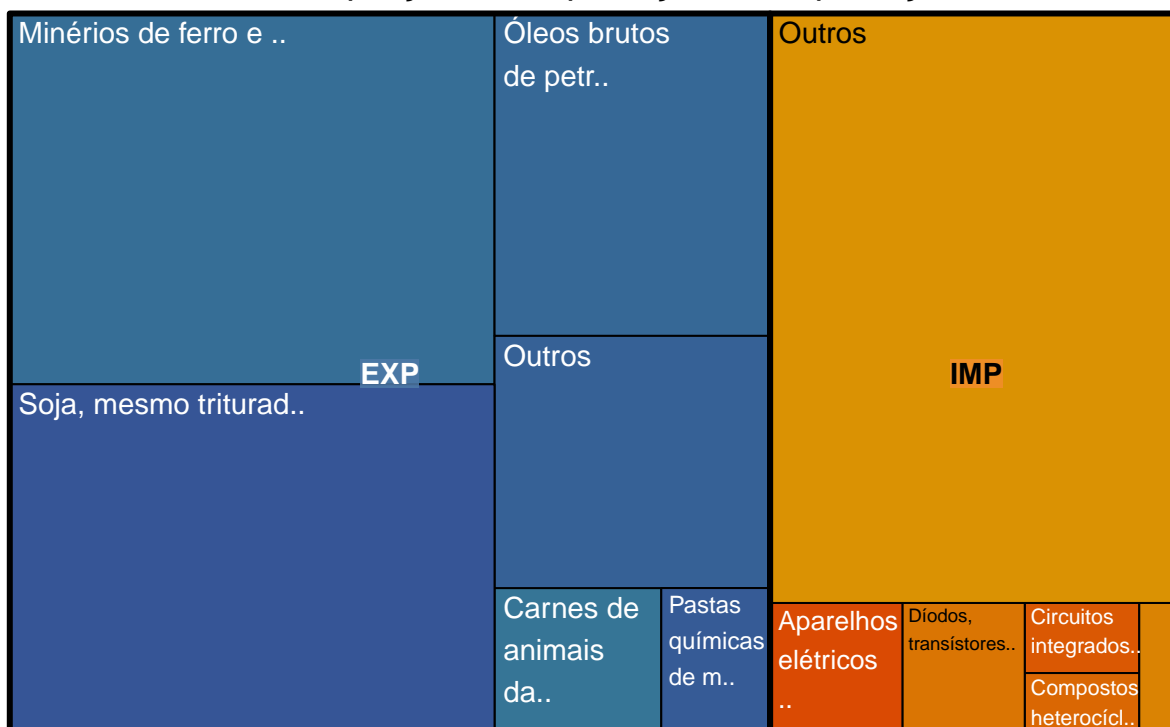 Minérios de ferro e ..
Óleos brutos
de petr..
Outros
EXP
Outros
IMP
Soja, mesmo triturad..
Carnes de
animais
da..
Pastas
químicas
de m..
Aparelhos
elétricos
..
Díodos,
transístores..
Circuitos
integrados..
Compostos
heterocícl..